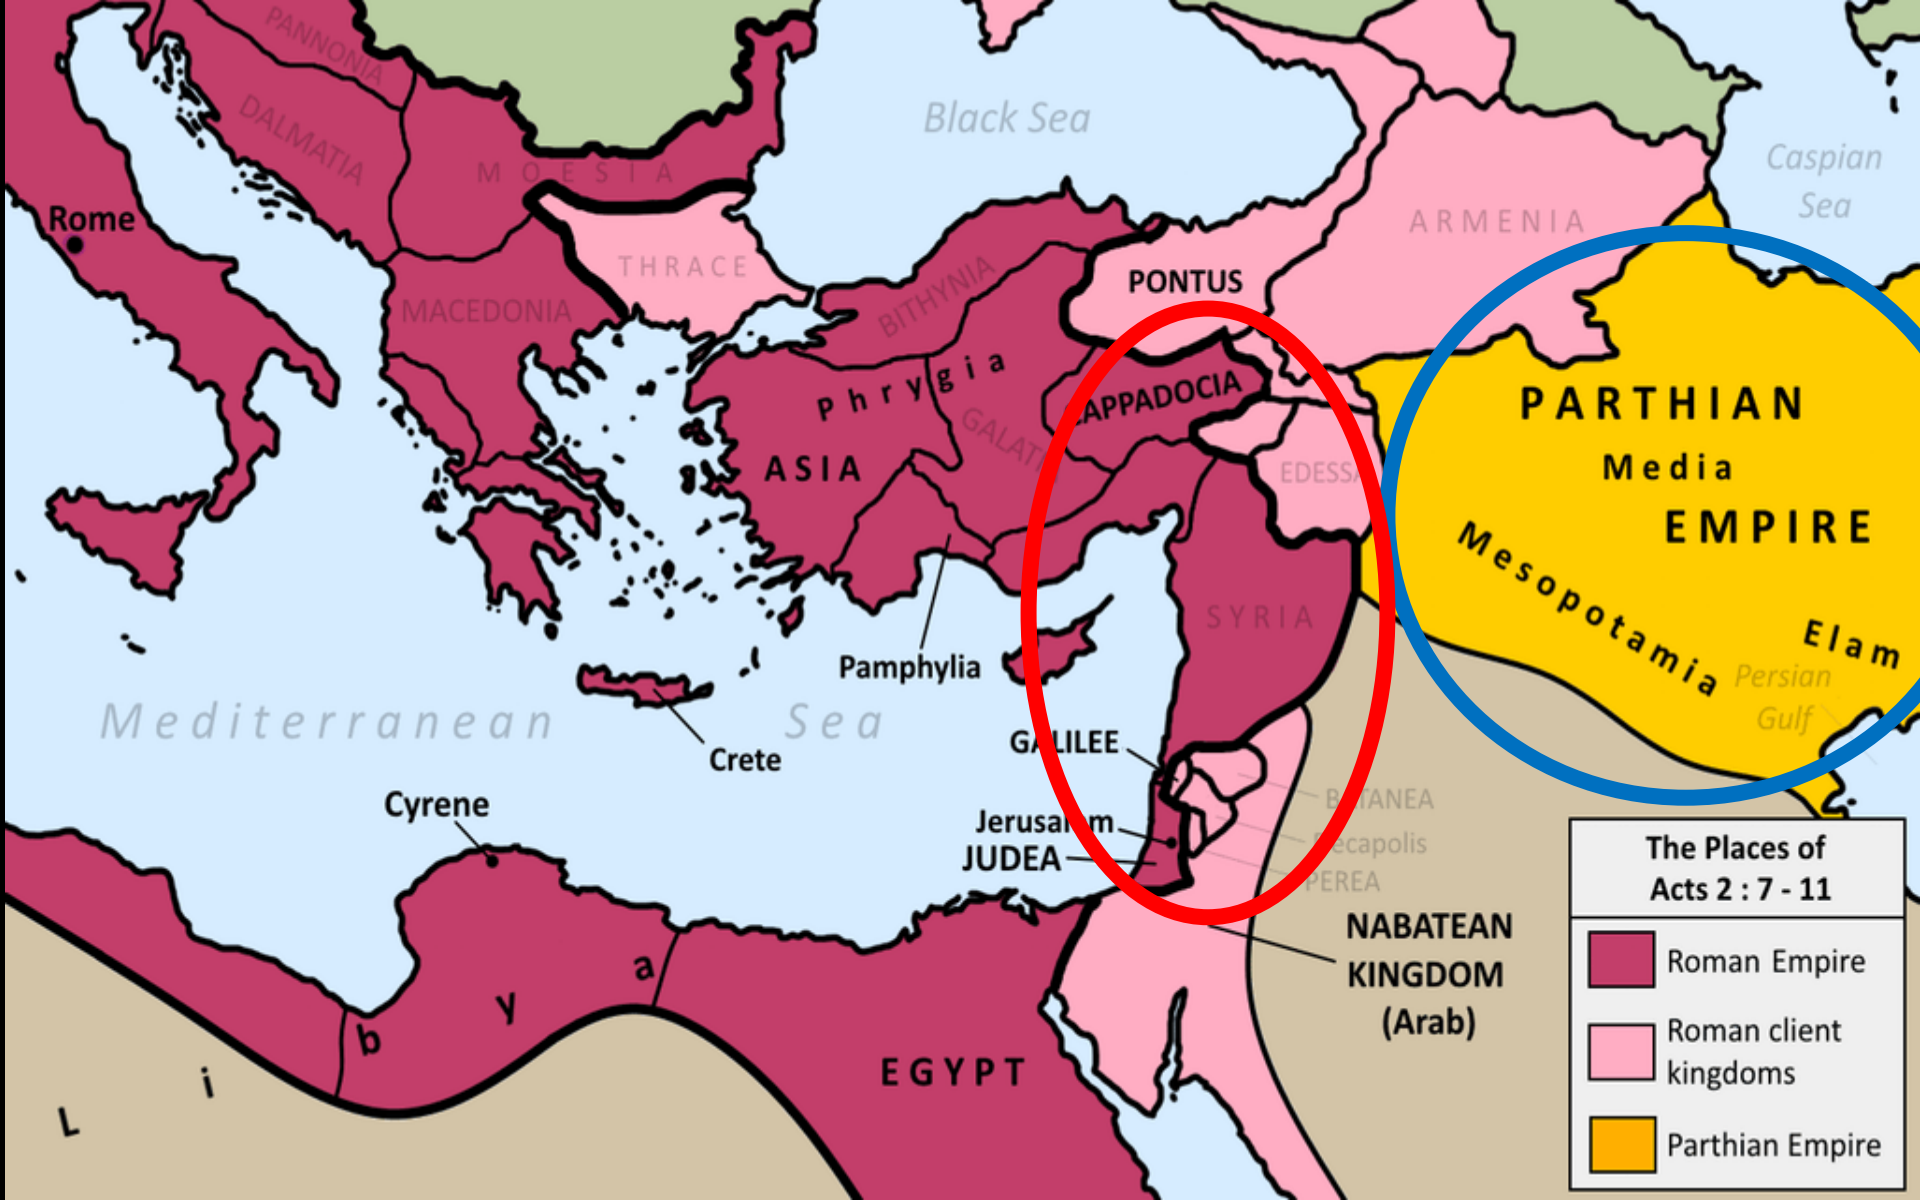 PANNONIA
DALMATIA
MOESIA
Black Sea
Caspian
Sea
Rome
THRACE
ARMENIA
MACEDONIA
BITHYNIA
PONTUS
Phrygia
CAPPADOCIA
GALATI
ASIA
EDESSA
PARTHIAN
Media
EMPIRE
Mesopotamia
Elam
Persian
Gulf
SYRIA
Pamphylia
Mediterranean Sea
Crete
GALILEE
Cyrene
BATANEA
Jerusalem
Decapolis
JUDEA
PEREA
NABATEAN
KINGDOM
(Arab)
Libya
EGYPT
The Places of
Acts 2 : 7 - 11
Roman Empire
Roman client
kingdoms
Parthian Empire